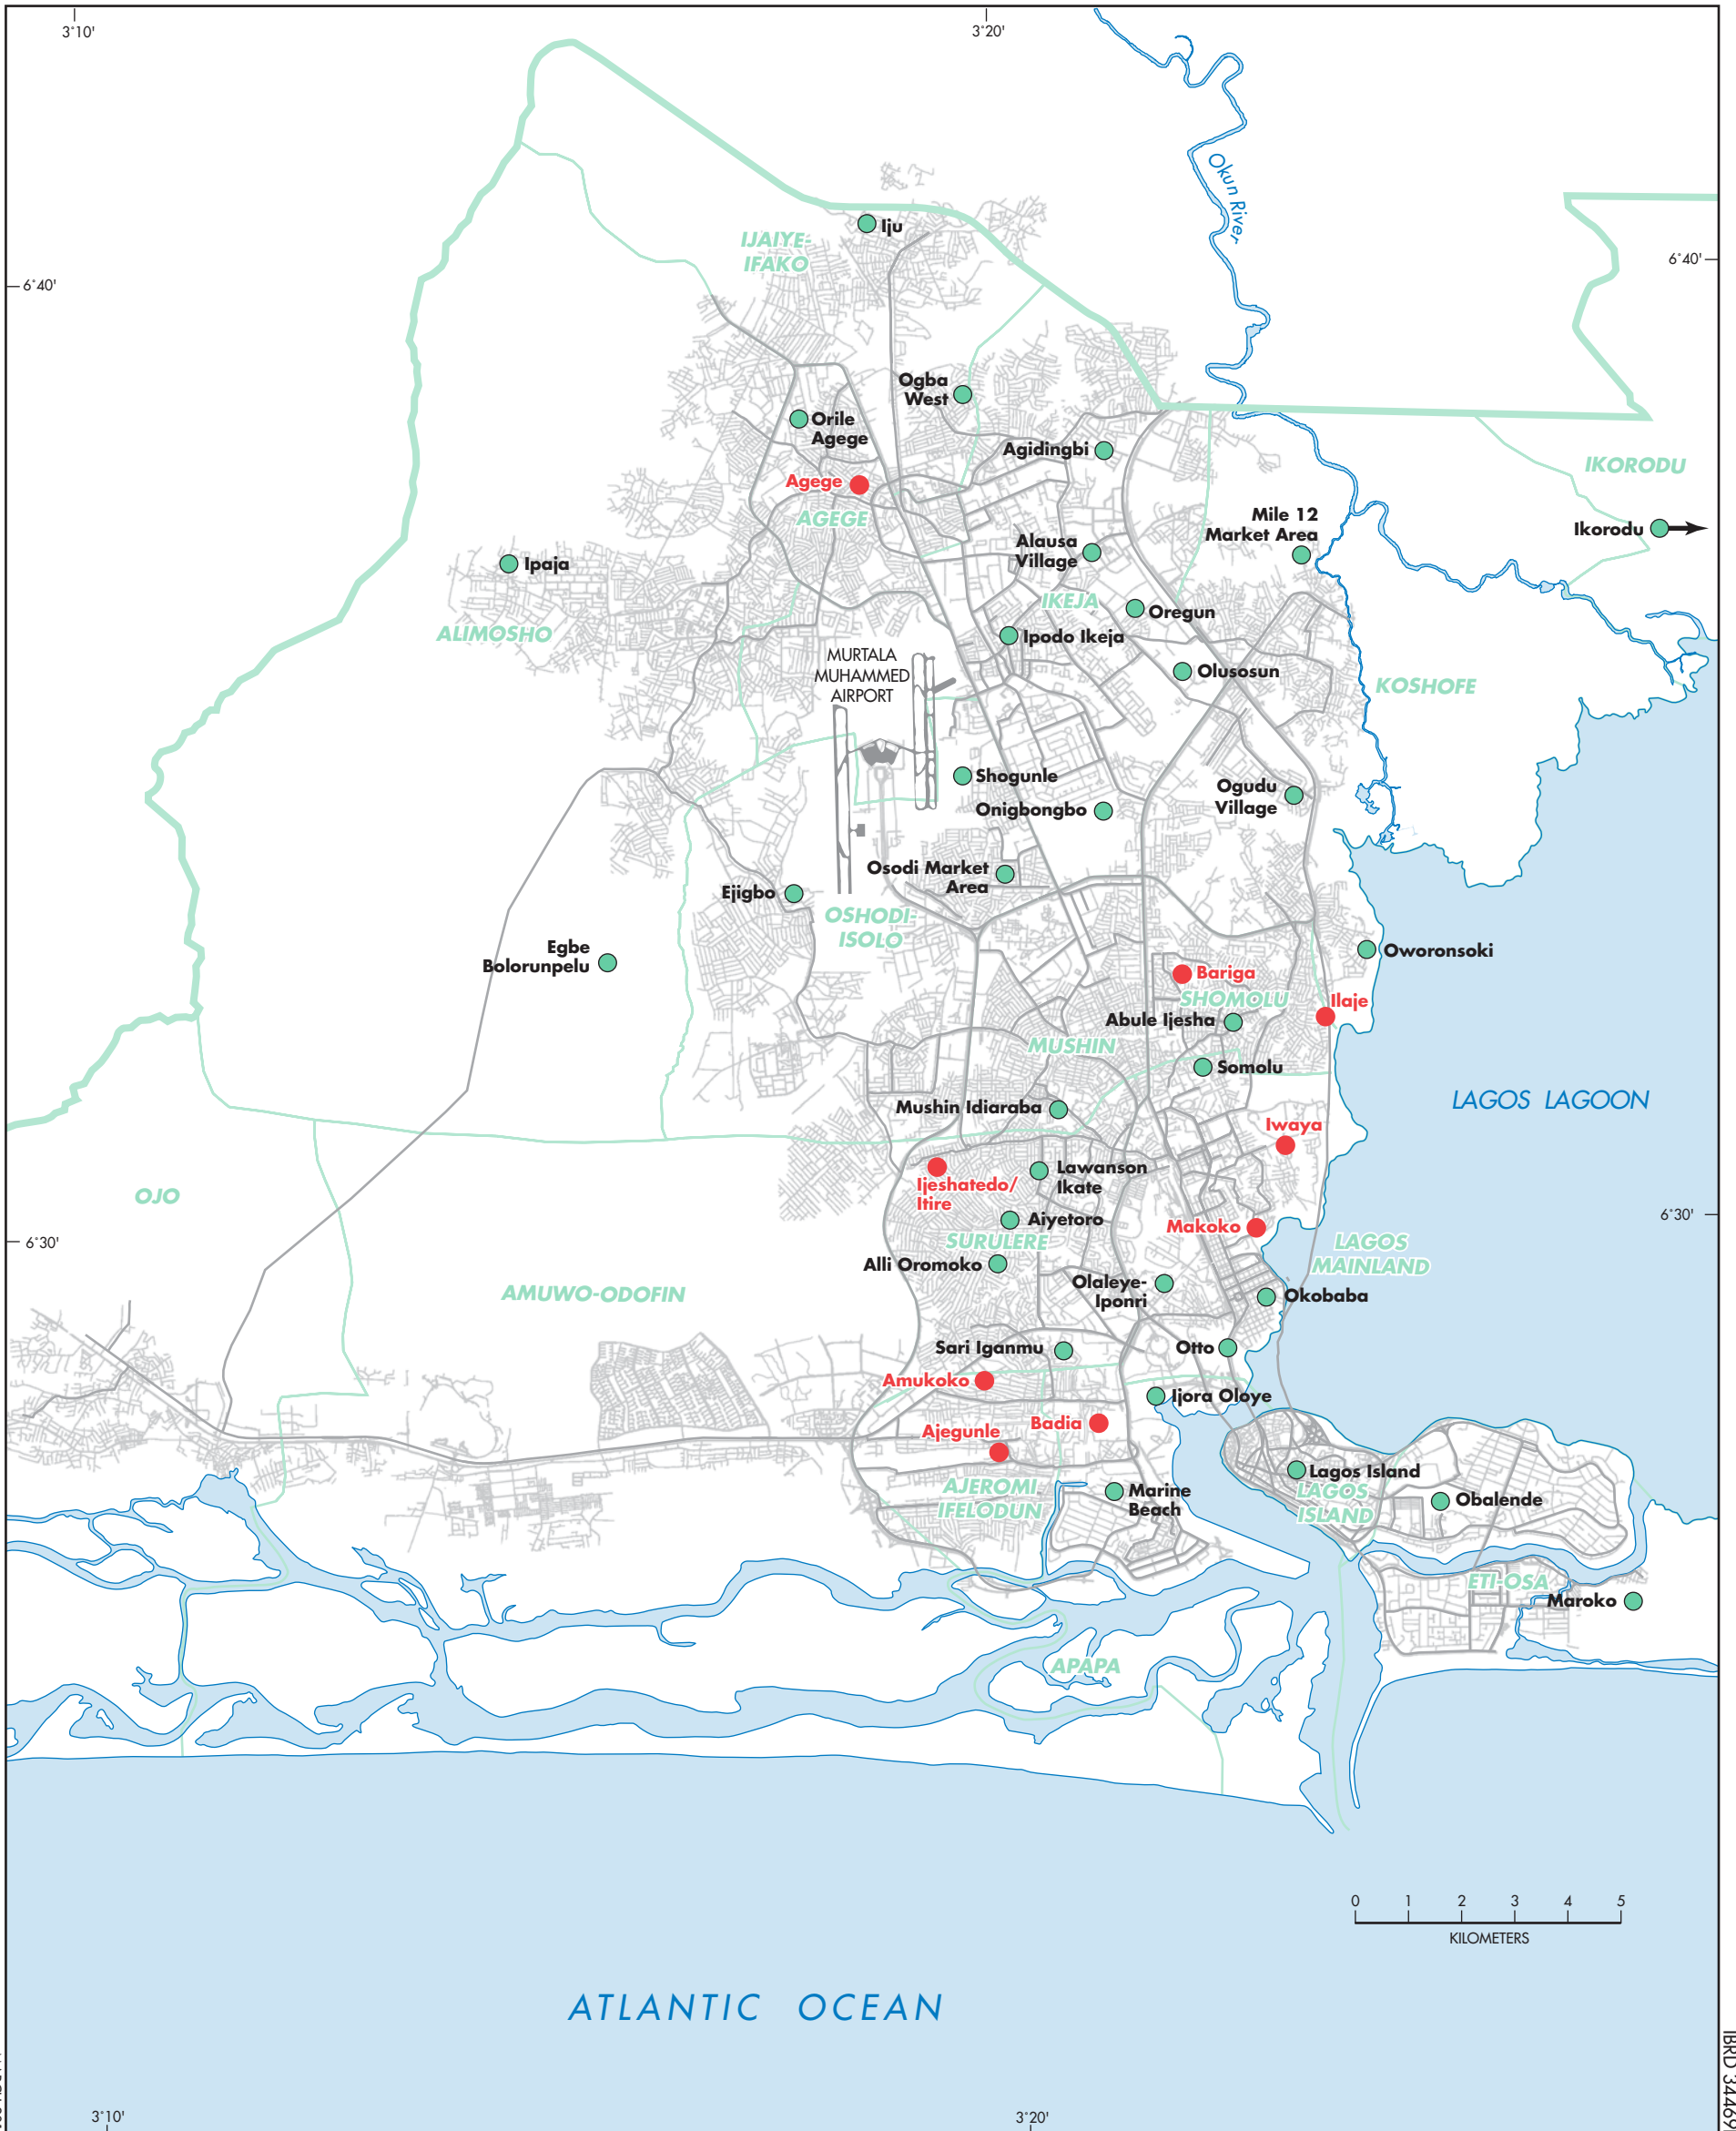 3°10'
3°20'
Okun River
Iju
IJAIYE-
IFAKO
6°40'
6°40'
Ogba
West
Orile
Agege
Agidingbi
IKORODU
Agege
AGEGE
Mile 12
Market Area
Ikorodu
Alausa
Village
Ipaja
IKEJA
Oregun
ALIMOSHO
Ipodo Ikeja
MURTALA
MUHAMMED
AIRPORT
Olusosun
KOSHOFE
Shogunle
Ogudu
Village
Onigbongbo
Osodi Market
Area
Ejigbo
OSHODI-
ISOLO
Egbe
Bolorunpelu
Oworonsoki
Bariga
SHOMOLU
Ilaje
Abule Ijesha
MUSHIN
Somolu
LAGOS LAGOON
Mushin Idiaraba
Iwaya
Lawanson
Ikate
Ijeshatedo/
Itire
OJO
Aiyetoro
Makoko
6°30'
6°30'
SURULERE
LAGOS
MAINLAND
Alli Oromoko
Olaleye-
Iponri
AMUWO-ODOFIN
Okobaba
Sari Iganmu
Otto
Amukoko
Ijora Oloye
Badia
Ajegunle
Lagos Island
AJEROMI
IFELODUN
Marine
Beach
LAGOS
ISLAND
Obalende
ETI-OSA
Maroko
APAPA
0 1 2 3 4 5
KILOMETERS
ATLANTIC OCEAN
3°10'
3°20'